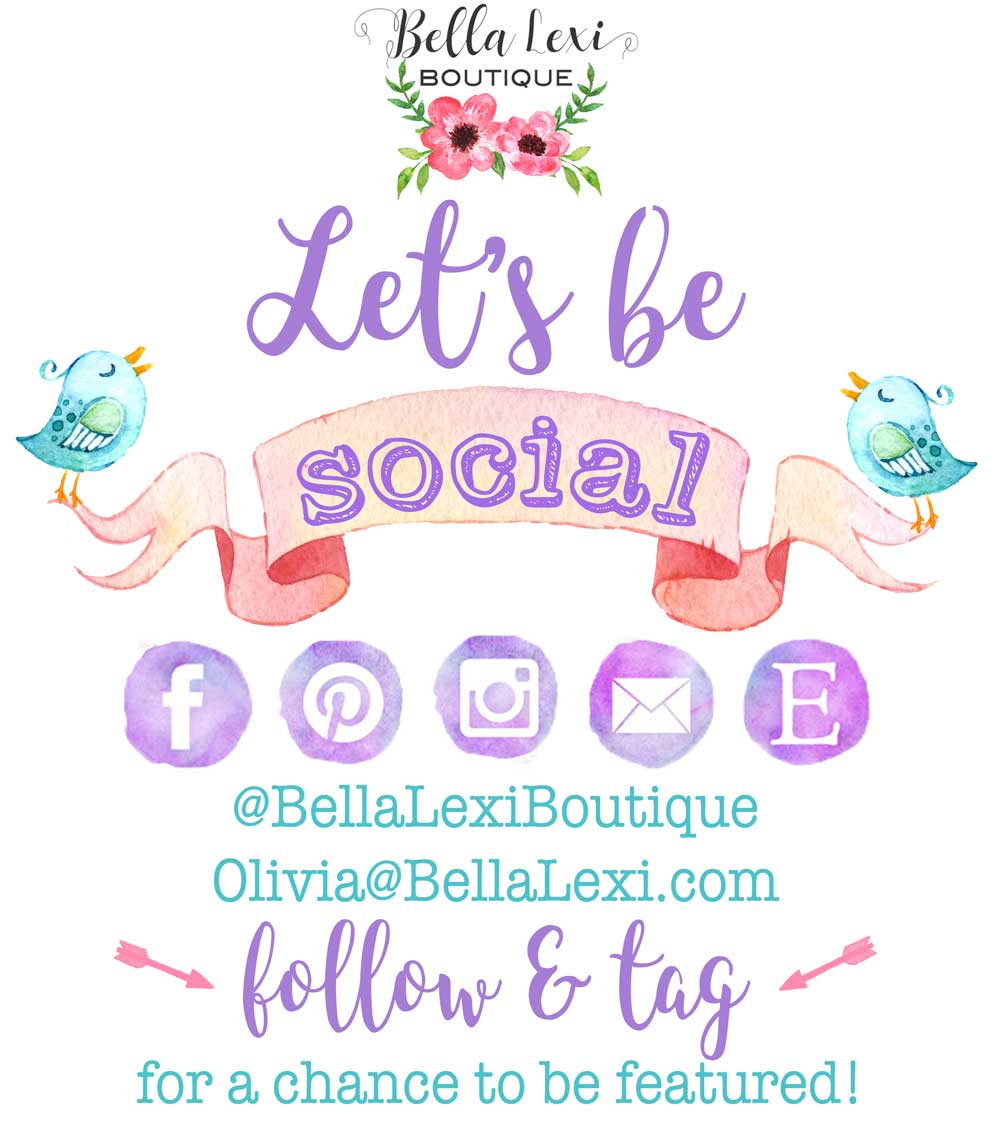 Bella Lexi
BOUTIQUE
Let's be
social
@BellaLexiBoutique
Olivia@BellaLexi.com
follow & tag
for a chance to be featured!